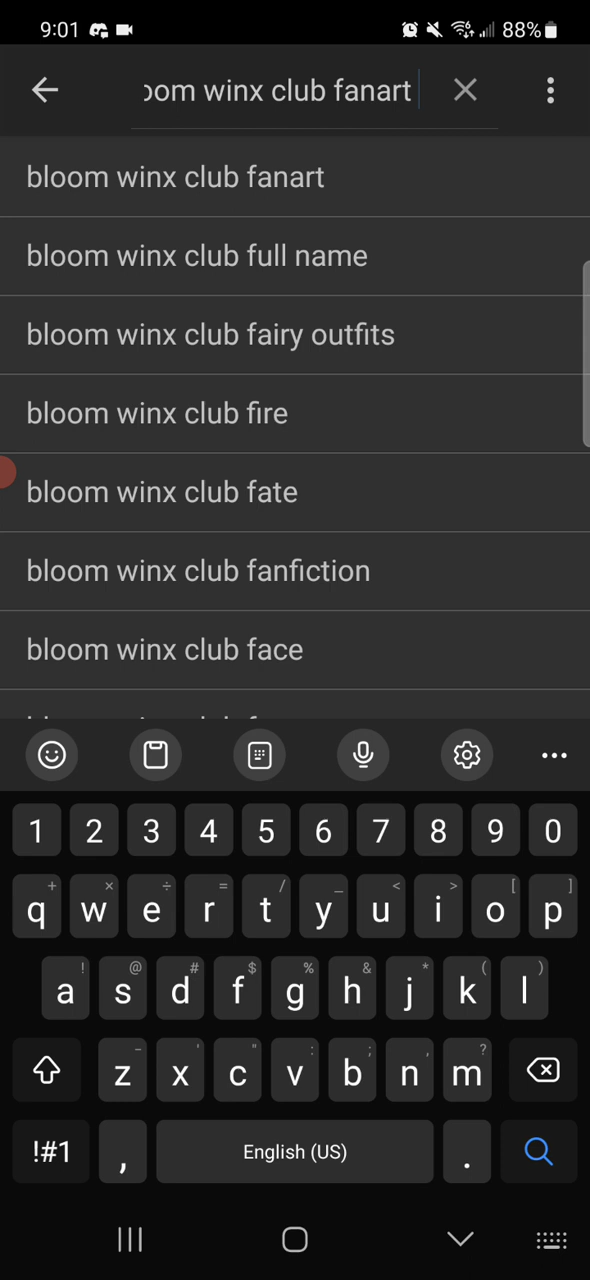 9:01 88%
oom winx club fanart
bloom winx club fanart
bloom winx club full name
bloom winx club fairy outfits
bloom winx club fire
bloom winx club fate
bloom winx club fanfiction
bloom winx club face
1 2 3 4 5 6 7 8 9 0
+ × ÷ = / _ < > [ ]
q w e r t y u i o p
! @ # $ % & * ( )
a s d f g h j k l
- ' " : ; , ?
z x c v b n m
!#1 , English (US) .